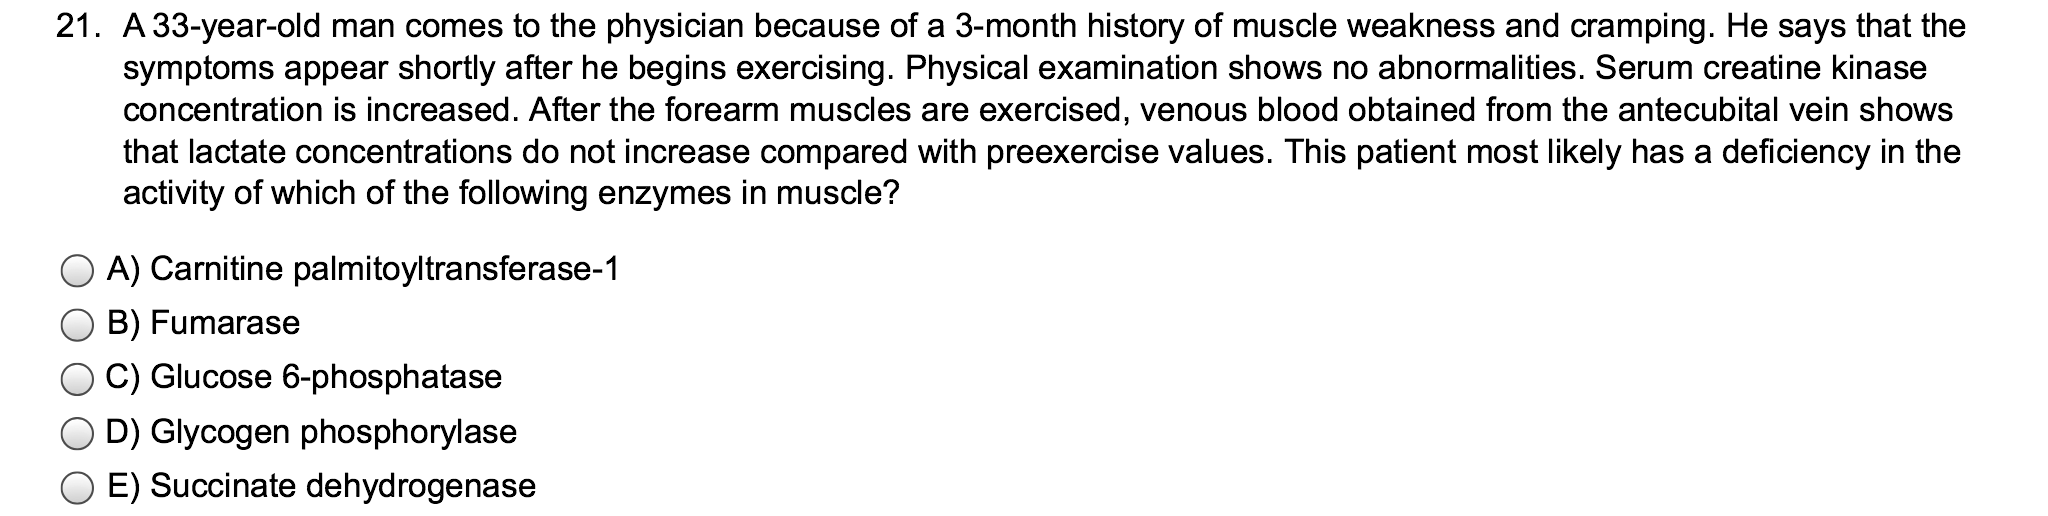 21. A 33-year-old man comes to the physician because of a 3-month history of muscle weakness and cramping. He says that the
symptoms appear shortly after he begins exercising. Physical examination shows no abnormalities. Serum creatine kinase
concentration is increased. After the forearm muscles are exercised, venous blood obtained from the antecubital vein shows
that lactate concentrations do not increase compared with preexercise values. This patient most likely has a deficiency in the
activity of which of the following enzymes in muscle?
A) Carnitine palmitoyltransferase-1
B) Fumarase
C) Glucose 6-phosphatase
D) Glycogen phosphorylase
E) Succinate dehydrogenase